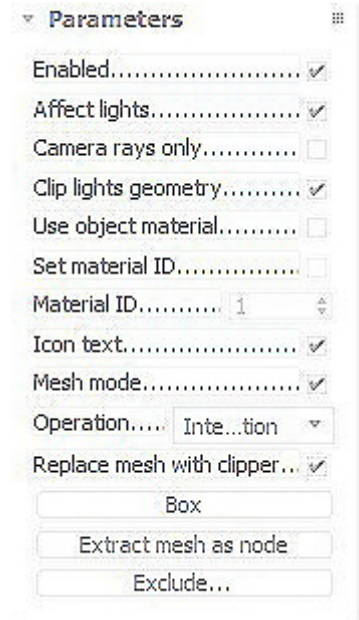 Parameters
Enabled........................
Affect lights....................
Camera rays only............
Clip lights geometry..........
Use object material..........
Set material ID................
Material ID.......... 1
Icon text.......................
Mesh mode....................
Operation.... Inte...tion
Replace mesh with clipper...
Box
Extract mesh as node
Exclude...